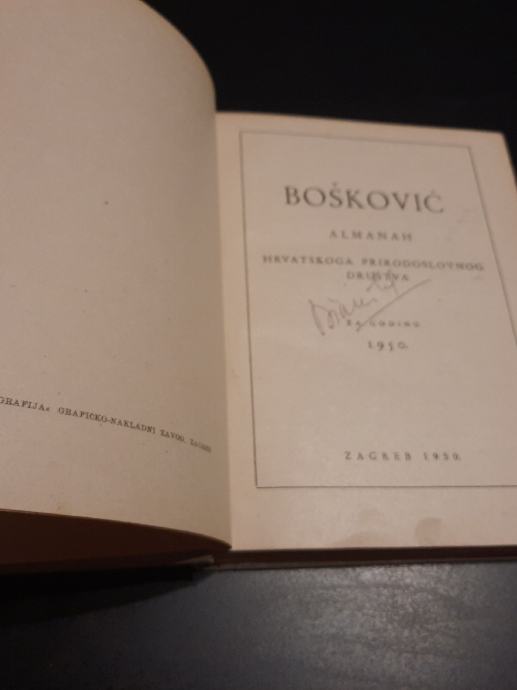 GRAFIJA« GRAFIČKO-NAKLADNI ZAVOD, ZAGREB
BOŠKOVIĆ
ALMANAH
HRVATSKOGA PRIRODOSLOVNOG
DRUŠTVA
ZA GODINU
1950.
ZAGREB 1950.